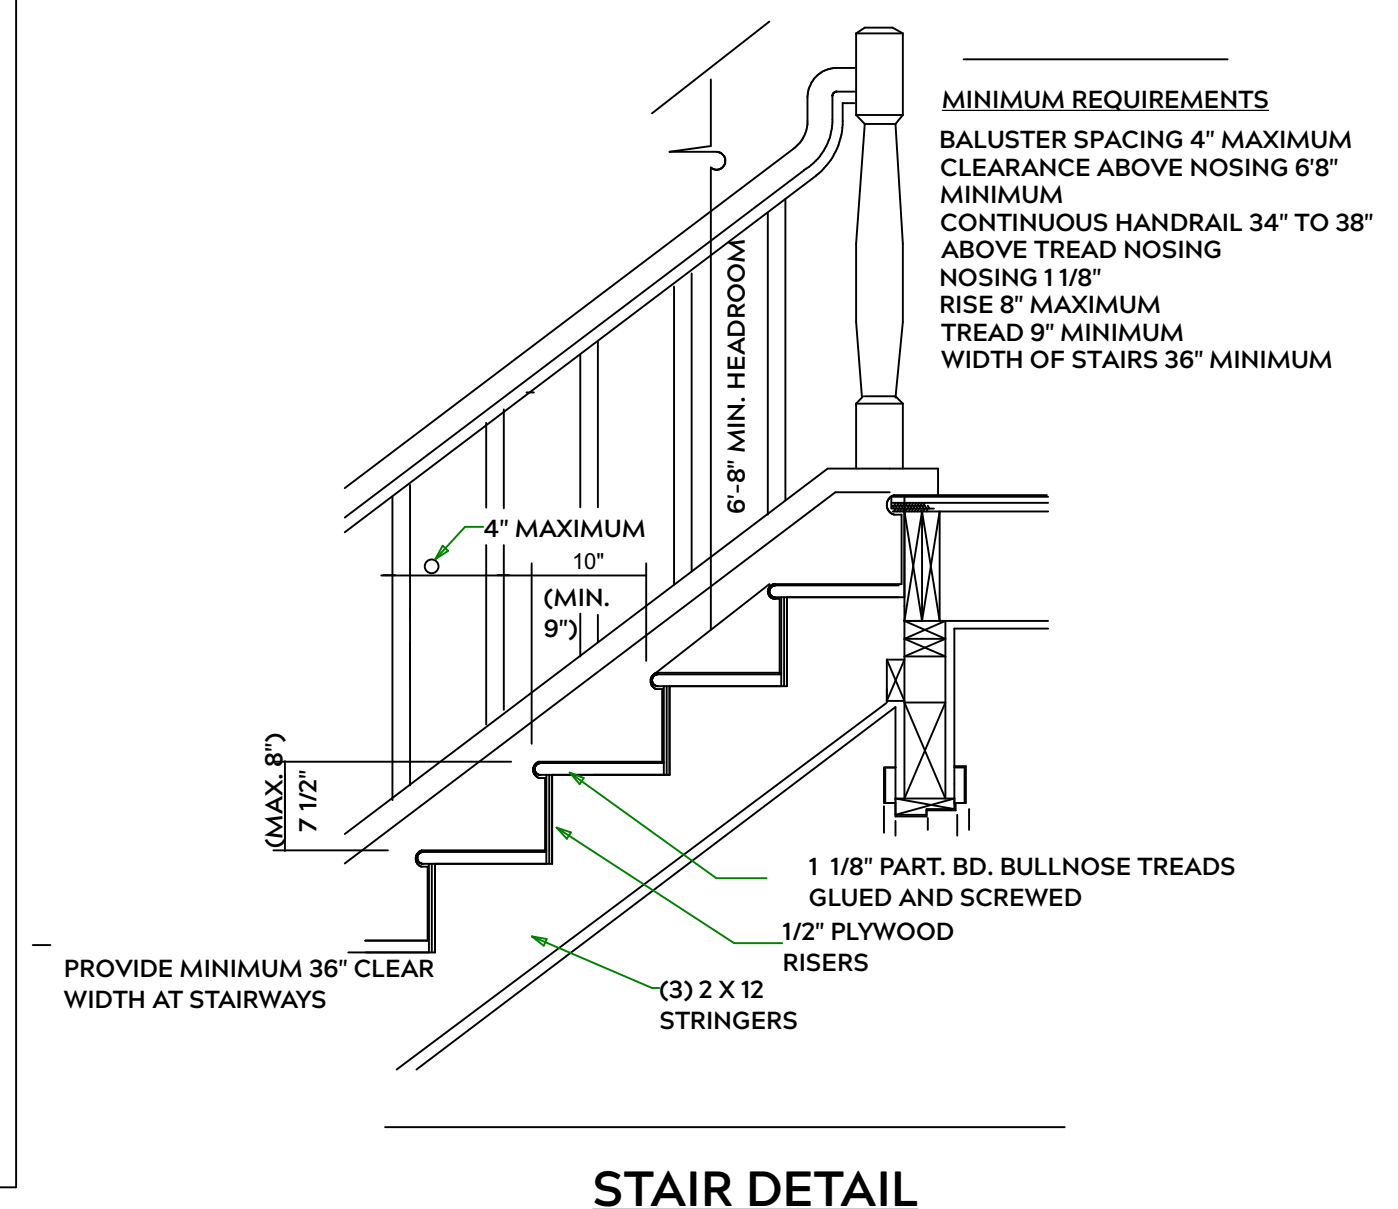 MINIMUM REQUIREMENTS
BALUSTER SPACING 4" MAXIMUM
CLEARANCE ABOVE NOSING 6'8"
MINIMUM
CONTINUOUS HANDRAIL 34" TO 38"
ABOVE TREAD NOSING
NOSING 1 1/8"
RISE 8" MAXIMUM
TREAD 9" MINIMUM
WIDTH OF STAIRS 36" MINIMUM
6'-8" MIN. HEADROOM
4" MAXIMUM
10"
(MIN.
9")
(MAX. 8")
7 1/2"
1 1/8" PART. BD. BULLNOSE TREADS
GLUED AND SCREWED
1/2" PLYWOOD
RISERS
PROVIDE MINIMUM 36" CLEAR
WIDTH AT STAIRWAYS
(3) 2 X 12
STRINGERS
STAIR DETAIL